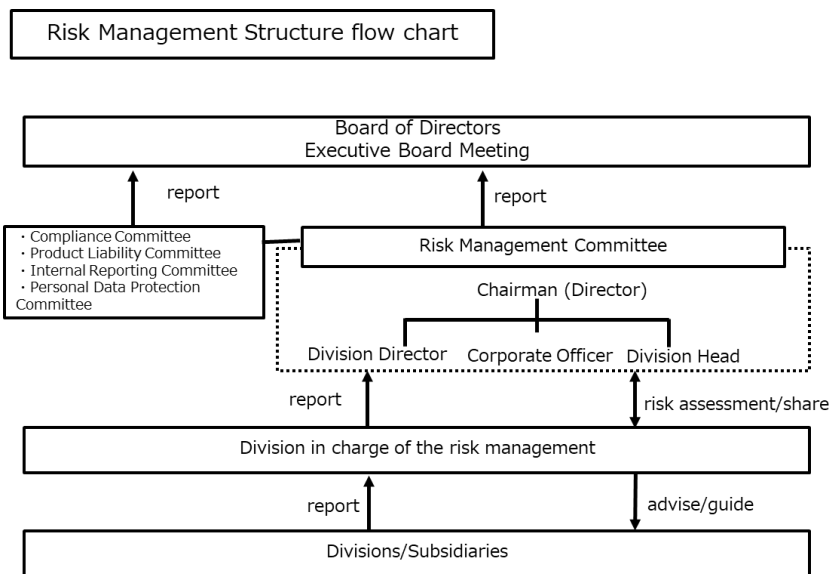 Risk Management Structure flow chart
Board of Directors
Executive Board Meeting
report
report
・Compliance Committee
・Product Liability Committee
・Internal Reporting Committee
・Personal Data Protection
Committee
Risk Management Committee
Chairman (Director)
Division Director
Corporate Officer
Division Head
report
risk assessment/share
Division in charge of the risk management
report
advise/guide
Divisions/Subsidiaries